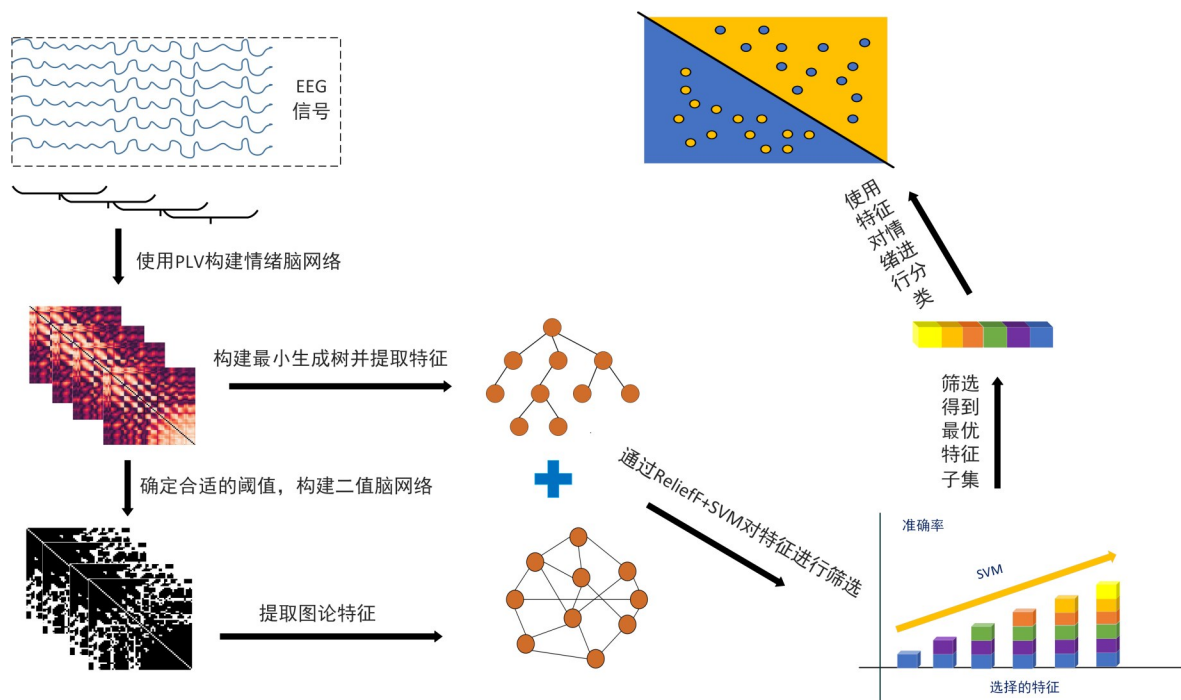 EEG
信号
使用PLV构建情绪脑网络
构建最小生成树并提取特征
确定合适的阈值，构建二值脑网络
提取图论特征
通过ReliefF+SVM对特征进行筛选
准确率
SVM
选择的特征
筛选
得到
最优
特征
子集
使用
特征
对情
绪进
行分
类